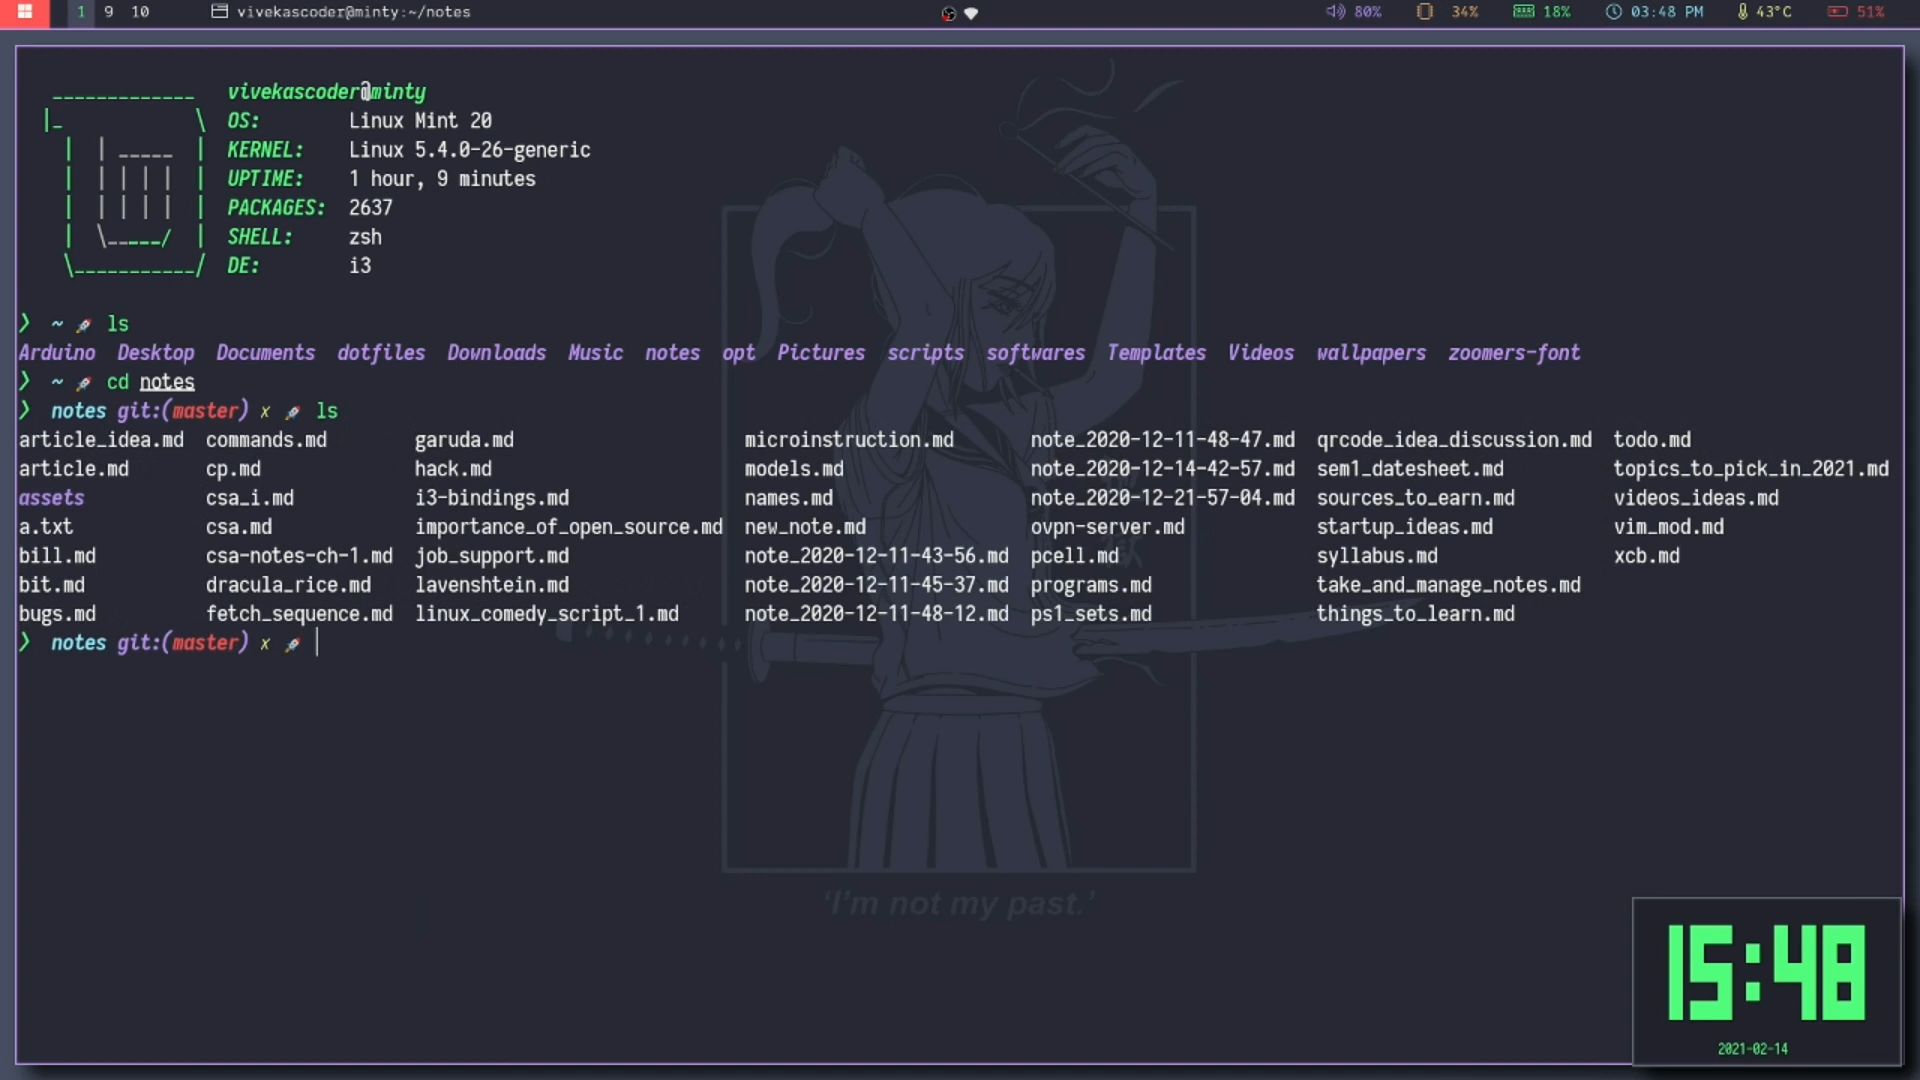 1 9 10 vivekascoder@minty:~/notes 80% 34% 18% 03:48 PM 43°C 51%
vivekascoder@minty
OS: Linux Mint 20
KERNEL: Linux 5.4.0-26-generic
UPTIME: 1 hour, 9 minutes
PACKAGES: 2637
SHELL: zsh
DE: i3
❯ ~ 🚀 ls
Arduino Desktop Documents dotfiles Downloads Music notes opt Pictures scripts softwares Templates Videos wallpapers zoomers-font
❯ ~ 🚀 cd notes
❯ notes git:(master) ✗ 🚀 ls
article_idea.md commands.md garuda.md microinstruction.md note_2020-12-11-48-47.md qrcode_idea_discussion.md todo.md
article.md cp.md hack.md models.md note_2020-12-14-42-57.md sem1_datesheet.md topics_to_pick_in_2021.md
assets csa_i.md i3-bindings.md names.md note_2020-12-21-57-04.md sources_to_earn.md videos_ideas.md
a.txt csa.md importance_of_open_source.md new_note.md ovpn-server.md startup_ideas.md vim_mod.md
bill.md csa-notes-ch-1.md job_support.md note_2020-12-11-43-56.md pcell.md syllabus.md xcb.md
bit.md dracula_rice.md lavenshtein.md note_2020-12-11-45-37.md programs.md take_and_manage_notes.md
bugs.md fetch_sequence.md linux_comedy_script_1.md note_2020-12-11-48-12.md ps1_sets.md things_to_learn.md
❯ notes git:(master) ✗ 🚀
‘I'm not my past.’
15:48
2021-02-14